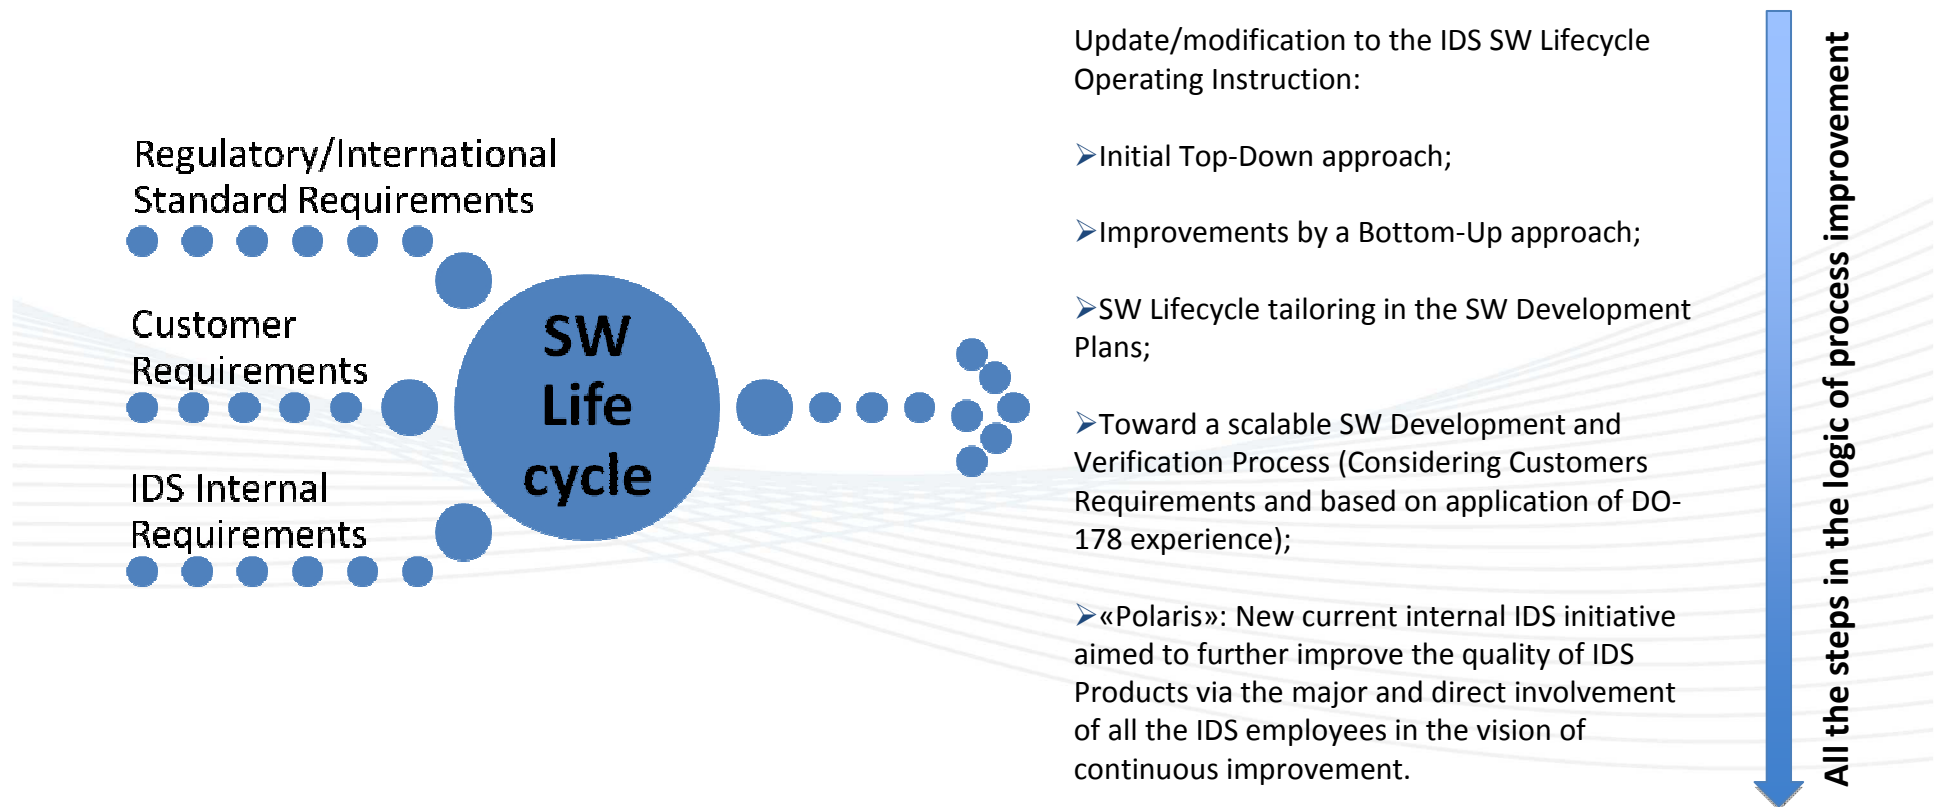 Regulatory/International
Standard Requirements
Customer
Requirements
IDS Internal
Requirements
SW
Life
cycle
Update/modification to the IDS SW Lifecycle
Operating Instruction:
➢Initial Top-Down approach;
➢Improvements by a Bottom-Up approach;
➢SW Lifecycle tailoring in the SW Development
Plans;
➢Toward a scalable SW Development and
Verification Process (Considering Customers
Requirements and based on application of DO-
178 experience);
➢«Polaris»: New current internal IDS initiative
aimed to further improve the quality of IDS
Products via the major and direct involvement
of all the IDS employees in the vision of
continuous improvement.
All the steps in the logic of process improvement